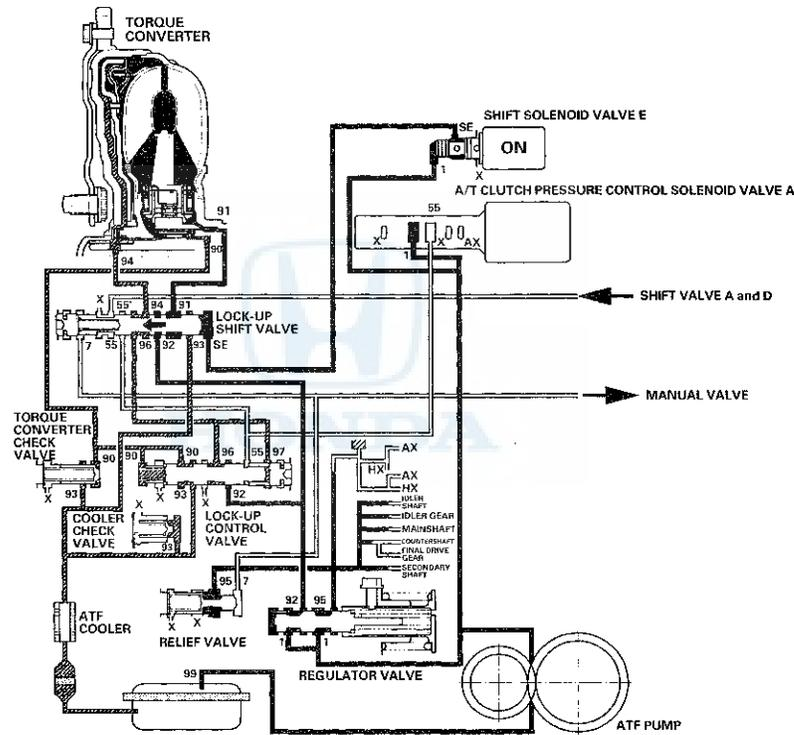 TORQUE
CONVERTER
SHIFT SOLENOID VALVE E
SE
ON
1
X
A/T CLUTCH PRESSURE CONTROL SOLENOID VALVE A
55
X
X
AX
1
91
90
94
X
55'
94
91
SHIFT VALVE A and D
LOCK-UP
SHIFT VALVE
7
55
96
92
93
SE
MANUAL VALVE
TORQUE
CONVERTER
CHECK
VALVE
90
90
90
96
55
97
AX
HX
AX
HX
X
93
X
93
X
92
IDLER
SHAFT
IDLER GEAR
MAINSHAFT
COUNTERSHAFT
FINAL DRIVE
GEAR
SECONDARY
SHAFT
COOLER
CHECK
VALVE
X
93
LOCK-UP
CONTROL
VALVE
95
7
92
95
ATF
COOLER
X
X
RELIEF VALVE
1
1
REGULATOR VALVE
99
ATF PUMP
HONDA